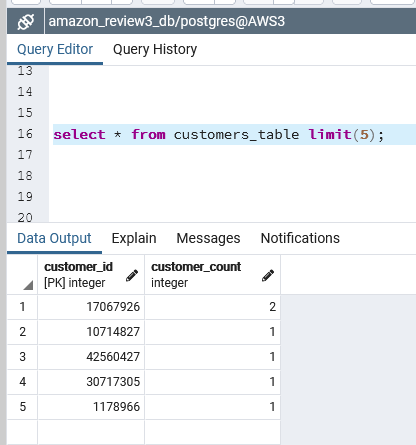 amazon_review3_db/postgres@AWS3
Query Editor Query History
13
14
15
16 select * from customers_table limit(5);
17
18
19
20
Data Output Explain Messages Notifications
customer_id customer_count
[PK] integer integer
1 17067926 2
2 10714827 1
3 42560427 1
4 30717305 1
5 1178966 1